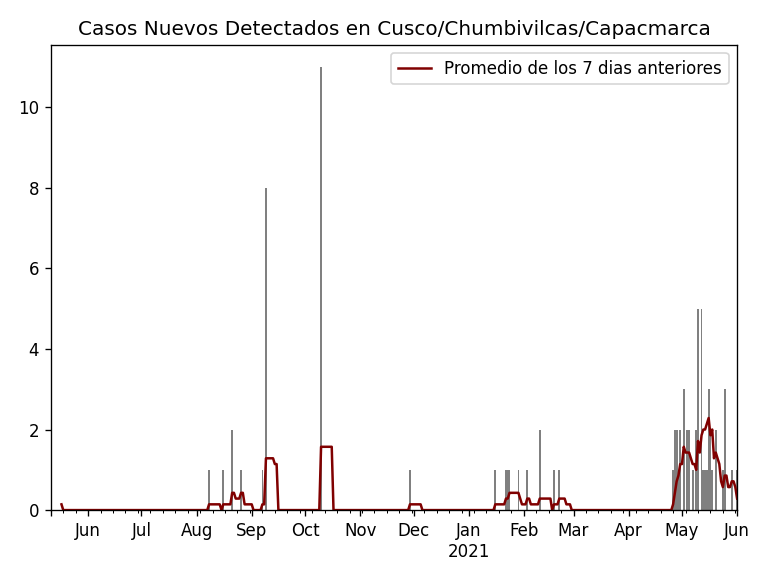 Casos Nuevos Detectados en Cusco/Chumbivilcas/Capacmarca
Promedio de los 7 dias anteriores
10
8
6
4
2
0
Jun Jul Aug Sep Oct Nov Dec Jan Feb Mar Apr May Jun
2021